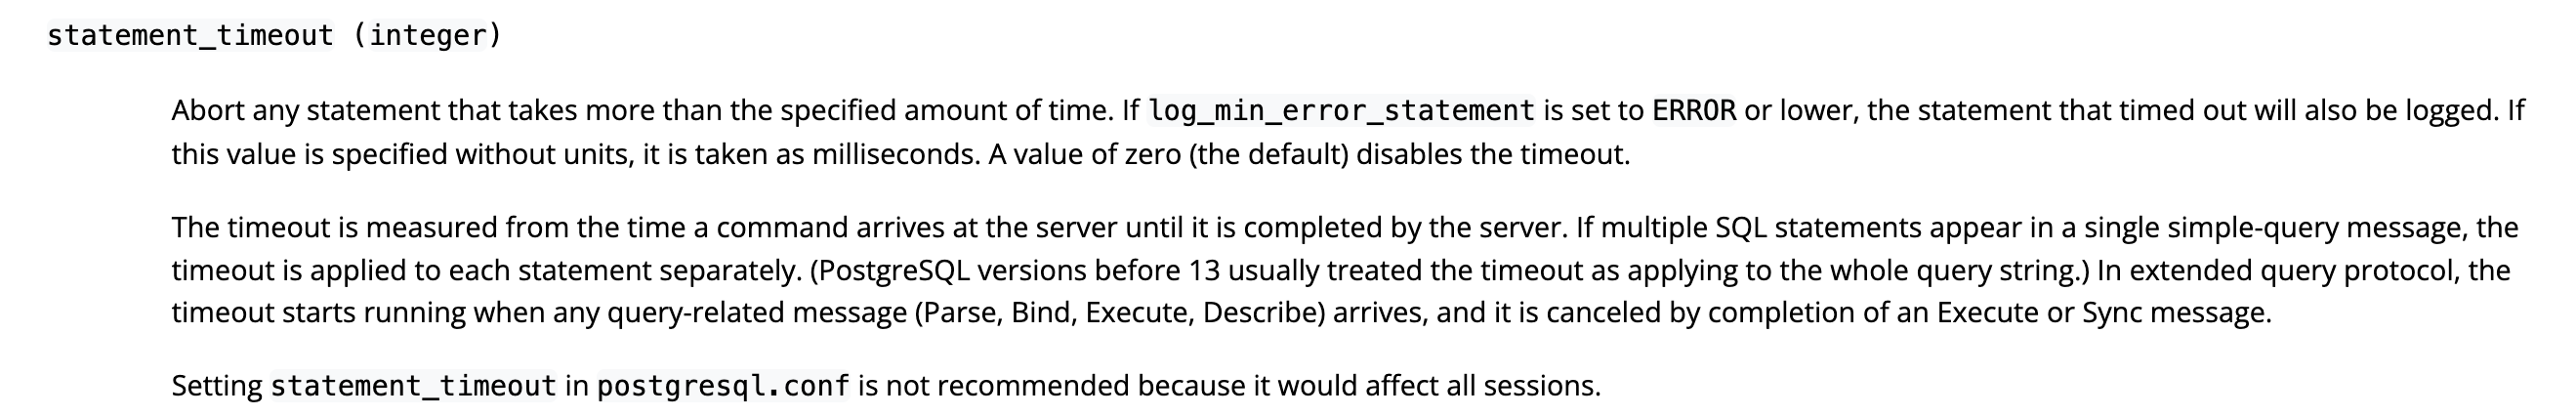 statement_timeout (integer)
Abort any statement that takes more than the specified amount of time. If log_min_error_statement is set to ERROR or lower, the statement that timed out will also be logged. If
this value is specified without units, it is taken as milliseconds. A value of zero (the default) disables the timeout.
The timeout is measured from the time a command arrives at the server until it is completed by the server. If multiple SQL statements appear in a single simple-query message, the
timeout is applied to each statement separately. (PostgreSQL versions before 13 usually treated the timeout as applying to the whole query string.) In extended query protocol, the
timeout starts running when any query-related message (Parse, Bind, Execute, Describe) arrives, and it is canceled by completion of an Execute or Sync message.
Setting statement_timeout in postgresql.conf is not recommended because it would affect all sessions.